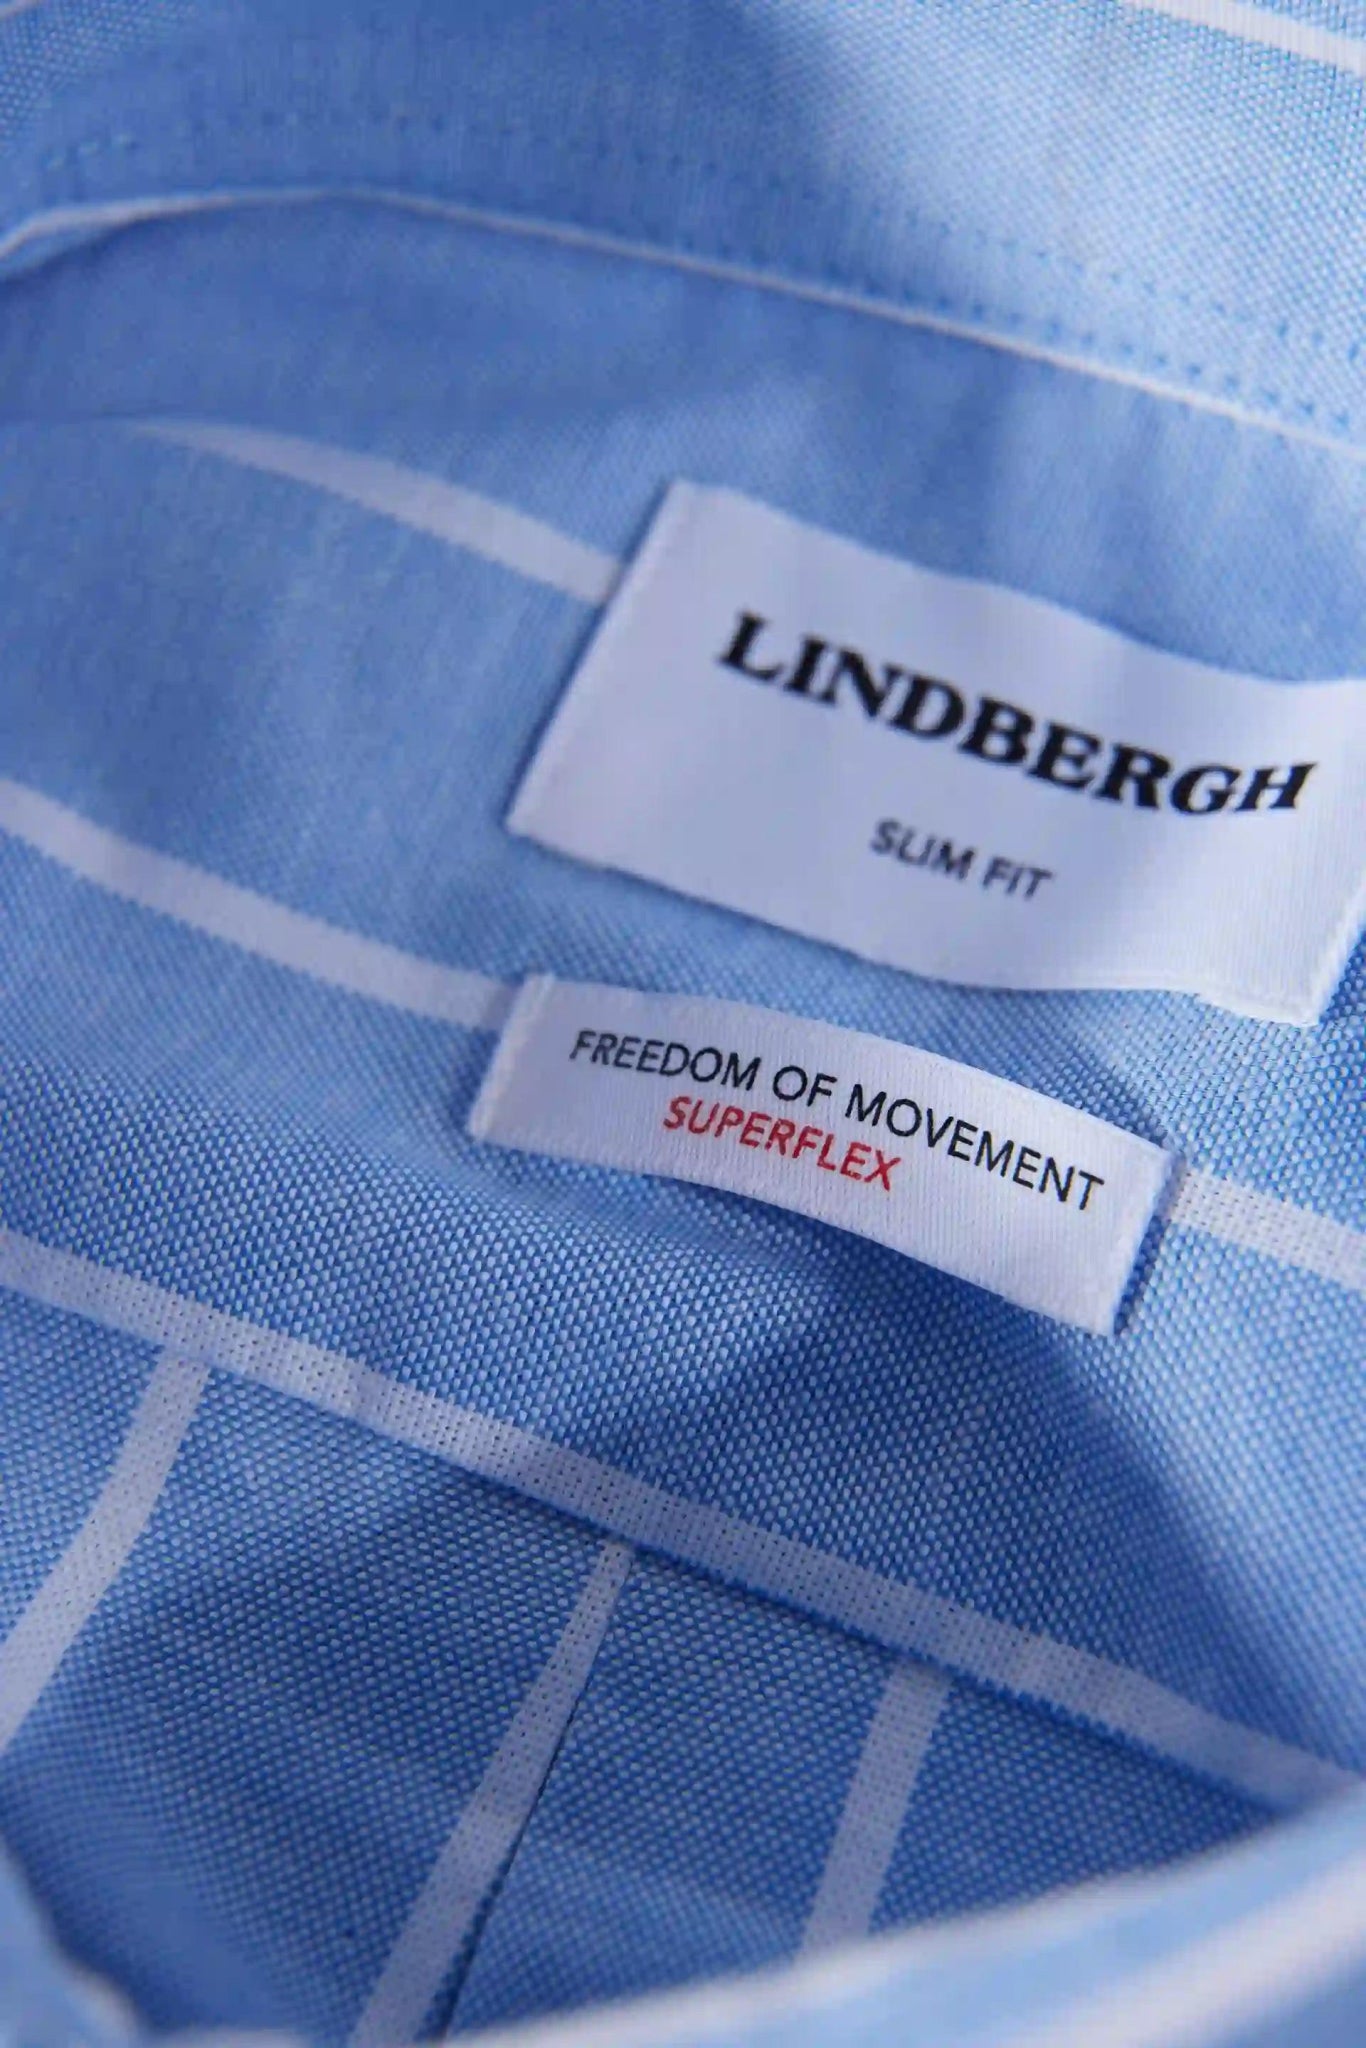 LINDBERGH
SLIM FIT
FREEDOM OF MOVEMENT
SUPERFLEX